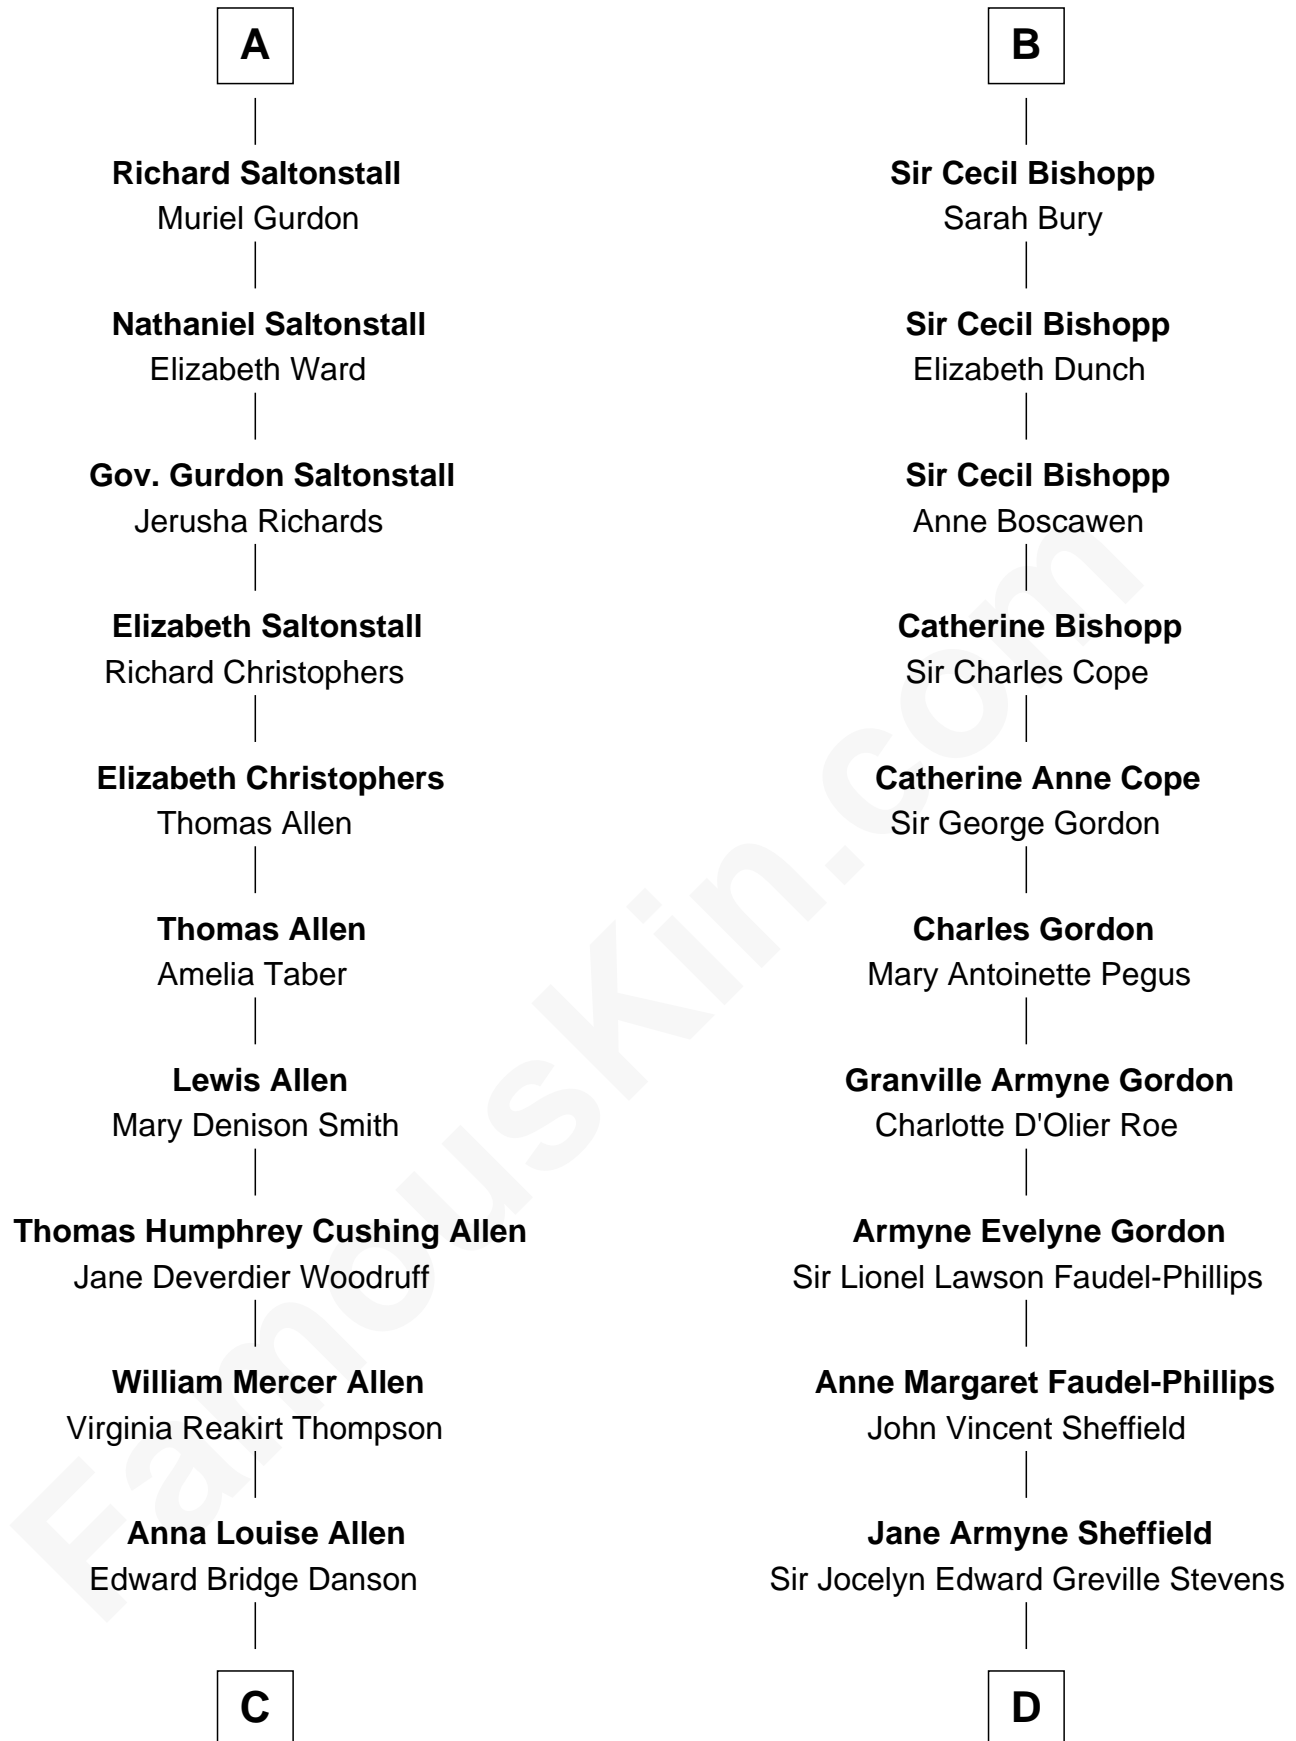 A
Richard Saltonstall
Muriel Gurdon
Nathaniel Saltonstall
Elizabeth Ward
Gov. Gurdon Saltonstall
Jerusha Richards
Elizabeth Saltonstall
Richard Christophers
Elizabeth Christophers
Thomas Allen
Thomas Allen
Amelia Taber
Lewis Allen
Mary Denison Smith
Thomas Humphrey Cushing Allen
Jane Deverdier Woodruff
William Mercer Allen
Virginia Reakirt Thompson
Anna Louise Allen
Edward Bridge Danson
C
B
Sir Cecil Bishopp
Sarah Bury
Sir Cecil Bishopp
Elizabeth Dunch
Sir Cecil Bishopp
Anne Boscawen
Catherine Bishopp
Sir Charles Cope
Catherine Anne Cope
Sir George Gordon
Charles Gordon
Mary Antoinette Pegus
Granville Armyne Gordon
Charlotte D'Olier Roe
Armyne Evelyne Gordon
Sir Lionel Lawson Faudel-Phillips
Anne Margaret Faudel-Phillips
John Vincent Sheffield
Jane Armyne Sheffield
Sir Jocelyn Edward Greville Stevens
D
FamousKin.com